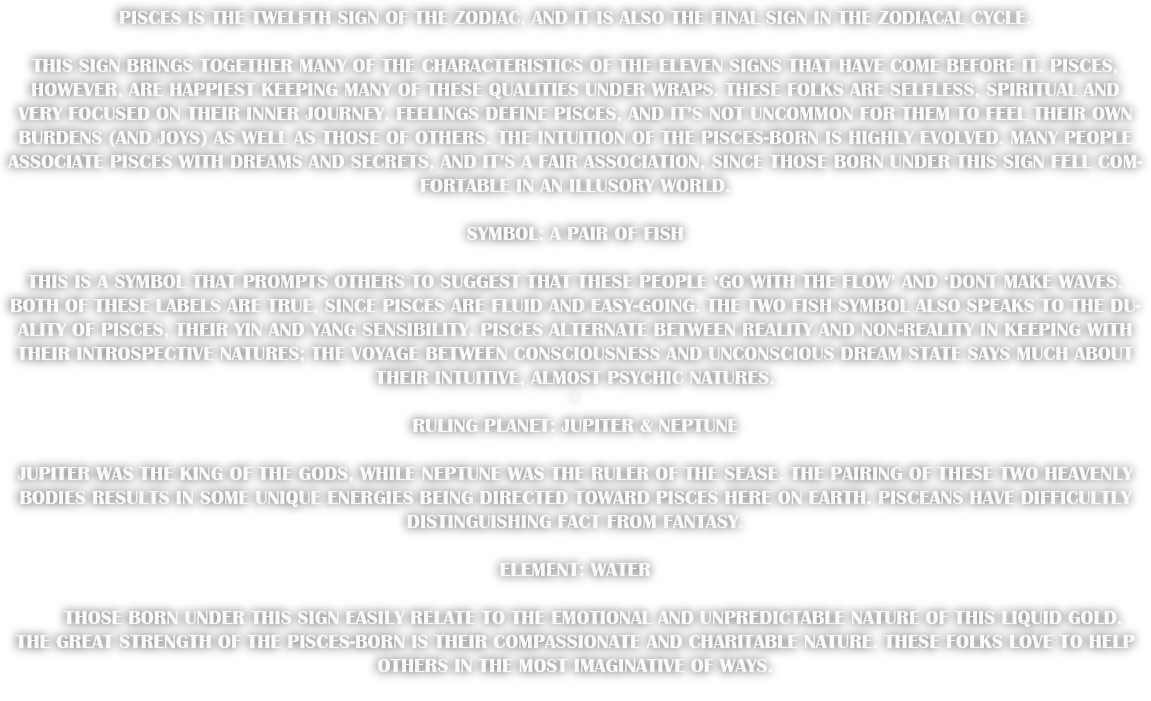 PISCES IS THE TWELFTH SIGN OF THE ZODIAC, AND IT IS ALSO THE FINAL SIGN IN THE ZODIACAL CYCLE.
THIS SIGN BRINGS TOGETHER MANY OF THE CHARACTERISTICS OF THE ELEVEN SIGNS THAT HAVE COME BEFORE IT. PISCES,
HOWEVER, ARE HAPPIEST KEEPING MANY OF THESE QUALITIES UNDER WRAPS. THESE FOLKS ARE SELFLESS, SPIRITUAL AND
VERY FOCUSED ON THEIR INNER JOURNEY. FEELINGS DEFINE PISCES, AND IT'S NOT UNCOMMON FOR THEM TO FEEL THEIR OWN
BURDENS (AND JOYS) AS WELL AS THOSE OF OTHERS. THE INTUITION OF THE PISCES-BORN IS HIGHLY EVOLVED. MANY PEOPLE
ASSOCIATE PISCES WITH DREAMS AND SECRETS, AND IT'S A FAIR ASSOCIATION, SINCE THOSE BORN UNDER THIS SIGN FELL COM-
FORTABLE IN AN ILLUSORY WORLD.
SYMBOL: A PAIR OF FISH
THIS IS A SYMBOL THAT PROMPTS OTHERS TO SUGGEST THAT THESE PEOPLE 'GO WITH THE FLOW' AND 'DONT MAKE WAVES.
BOTH OF THESE LABELS ARE TRUE, SINCE PISCES ARE FLUID AND EASY-GOING. THE TWO FISH SYMBOL ALSO SPEAKS TO THE DU-
ALITY OF PISCES, THEIR YIN AND YANG SENSIBILITY. PISCES ALTERNATE BETWEEN REALITY AND NON-REALITY IN KEEPING WITH
THEIR INTROSPECTIVE NATURES; THE VOYAGE BETWEEN CONSCIOUSNESS AND UNCONSCIOUS DREAM STATE SAYS MUCH ABOUT
THEIR INTUITIVE, ALMOST PSYCHIC NATURES.
RULING PLANET: JUPITER & NEPTUNE
JUPITER WAS THE KING OF THE GODS, WHILE NEPTUNE WAS THE RULER OF THE SEASE. THE PAIRING OF THESE TWO HEAVENLY
BODIES RESULTS IN SOME UNIQUE ENERGIES BEING DIRECTED TOWARD PISCES HERE ON EARTH. PISCEANS HAVE DIFFICULTLY
DISTINGUISHING FACT FROM FANTASY.
ELEMENT: WATER
THOSE BORN UNDER THIS SIGN EASILY RELATE TO THE EMOTIONAL AND UNPREDICTABLE NATURE OF THIS LIQUID GOLD.
THE GREAT STRENGTH OF THE PISCES-BORN IS THEIR COMPASSIONATE AND CHARITABLE NATURE. THESE FOLKS LOVE TO HELP
OTHERS IN THE MOST IMAGINATIVE OF WAYS.